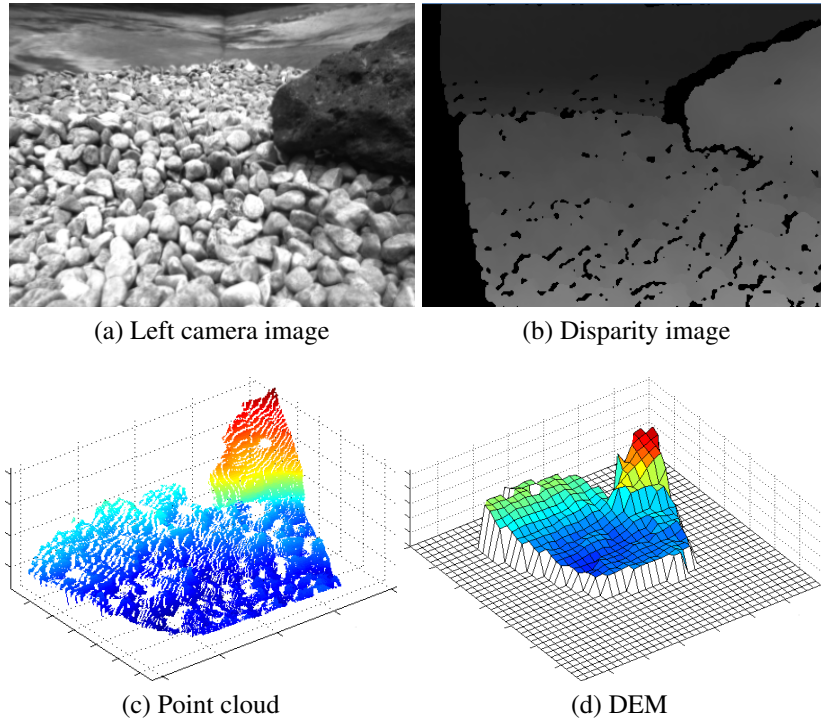 (a) Left camera image
(b) Disparity image
(c) Point cloud
(d) DEM